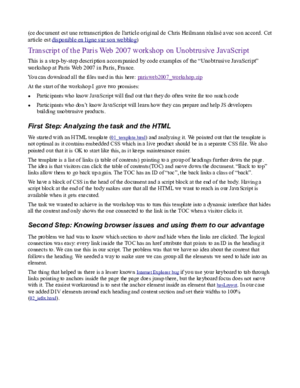 (ce document est une retranscription de l'article original de Chris Heilmann réalisé avec son accord. Cet
article est disponible en ligne sur son webblog)
Transcript of the Paris Web 2007 workshop on Unobtrusive JavaScript
This is a step-by-step description accompanied by code examples of the "Unobtrusive JavaScript"
workshop at Paris Web 2007 in Paris, France.
You can download all the files used in this here: parisweb2007_workshop.zip
At the start of the workshop I gave two promises:
• Participants who know JavaScript will find out that they do often write far too much code
• Participants who don't know JavaScript will learn how they can prepare and help JS developers
building unobtrusive products.
First Step: Analyzing the task and the HTML
We started with an HTML template (01_template.html) and analysing it. We pointed out that the template is
not optimal as it contains embedded CSS which in a live product should be in a separate CSS file. We also
pointed out that it is OK to start like this, as it keeps maintenance easier.
The template is a list of links (a table of contents) pointing to a group of headings further down the page.
The idea is that visitors can click the table of contents (TOC) and move down the document. "Back to top"
links allow them to go back up again. The TOC has an ID of "toc", the back links a class of "back".
We have a block of CSS in the head of the document and a script block at the end of the body. Having a
script block at the end of the body makes sure that all the HTML we want to reach in our JavaScript is
available when it gets executed.
The task we wanted to achieve in the workshop was to turn this template into a dynamic interface that hides
all the content and only shows the one connected to the link in the TOC when a visitor clicks it.
Second Step: Knowing browser issues and using them to our advantage
The problem we had was to know which section to show and hide when the links are clicked. The logical
connection was easy: every link inside the TOC has an href attribute that points to an ID in the heading it
connects to. We can use this in our script. The problem was that we have no idea about the content that
follows the heading. We needed a way to make sure we can group all the elements we need to hide into an
element.
The thing that helped in there is a lesser known Internet Explorer bug if you use your keyboard to tab through
links pointing to anchors inside the page the page does jump there, but the keyboard focus does not move
with it. The easiest workaround is to nest the anchor element inside an element that hasLayout. In our case
we added DIV elements around each heading and content section and set their widths to 100%
(02_iefix.html).